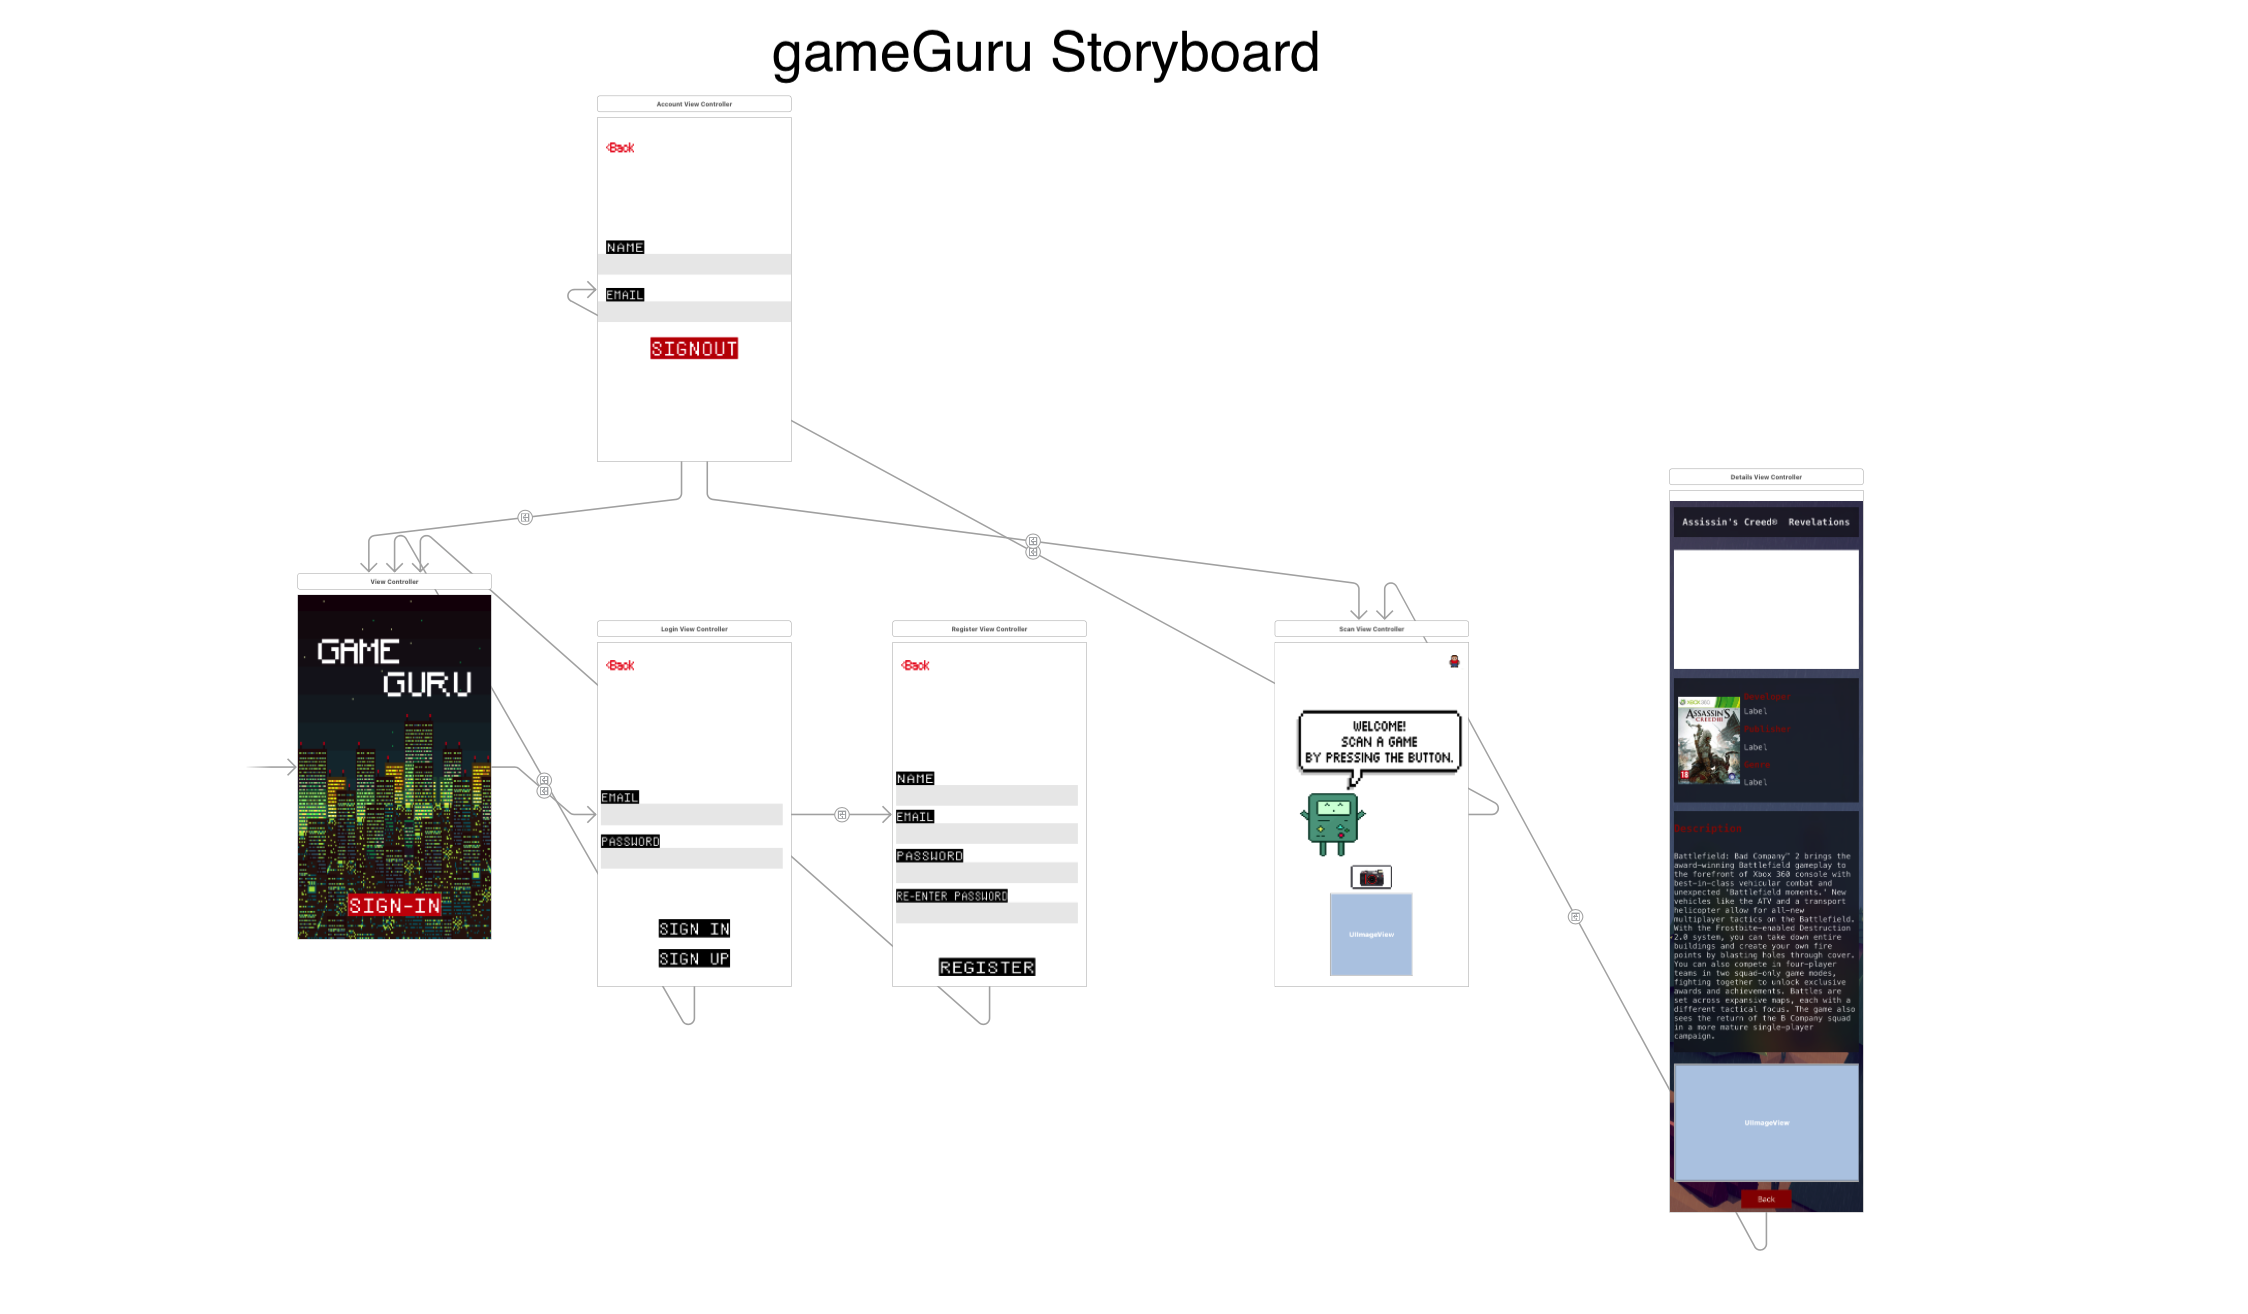 gameGuru Storyboard
Account View Controller
<Back
NAME
EMAIL
SIGNOUT
View Controller
GAME
GURU
SIGN-IN
Login View Controller
<Back
EMAIL
PASSWORD
SIGN IN
SIGN UP
Register View Controller
<Back
NAME
EMAIL
PASSWORD
RE-ENTER PASSWORD
REGISTER
Scan View Controller
WELCOME!
SCAN A GAME
BY PRESSING THE BUTTON.
UIImageView
Details View Controller
Assissin's Creed® Revelations
XBOX 360
ASSASSIN'S
CREED III
18
Developer
Label
Publisher
Label
Genre
Label
Description
Battlefield: Bad Company™ 2 brings the
award-winning Battlefield gameplay to
the forefront of Xbox 360 console with
best-in-class vehicular combat and
unexpected 'Battlefield moments.' New
vehicles like the ATV and a transport
helicopter allow for all-new
multiplayer tactics on the Battlefield.
With the Frostbite-enabled Destruction
2.0 system, you can take down entire
buildings and create your own fire
points by blasting holes through cover.
You can also compete in four-player
teams in two squad-only game modes,
fighting together to unlock exclusive
awards and achievements. Battles are
set across expansive maps, each with a
different tactical focus. The game also
sees the return of the B Company squad
in a more mature single-player
campaign.
UIImageView
Back